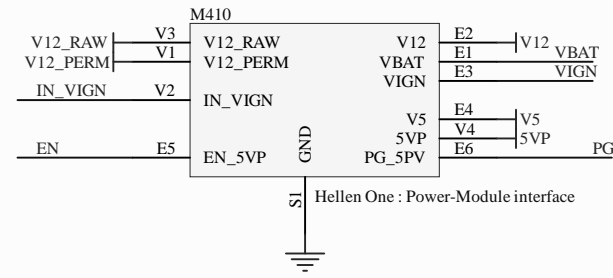 M410
V12_RAW V3 V12_RAW V12 E2 V12
V12_PERM V1 V12_PERM VBAT E1 VBAT
VIGN E3 VIGN
IN_VIGN V2 IN_VIGN
V5 E4 V5
5VP V4 5VP
EN E5 EN_5VP GND PG_5PV E6 PG
S1
Hellen One : Power-Module interface